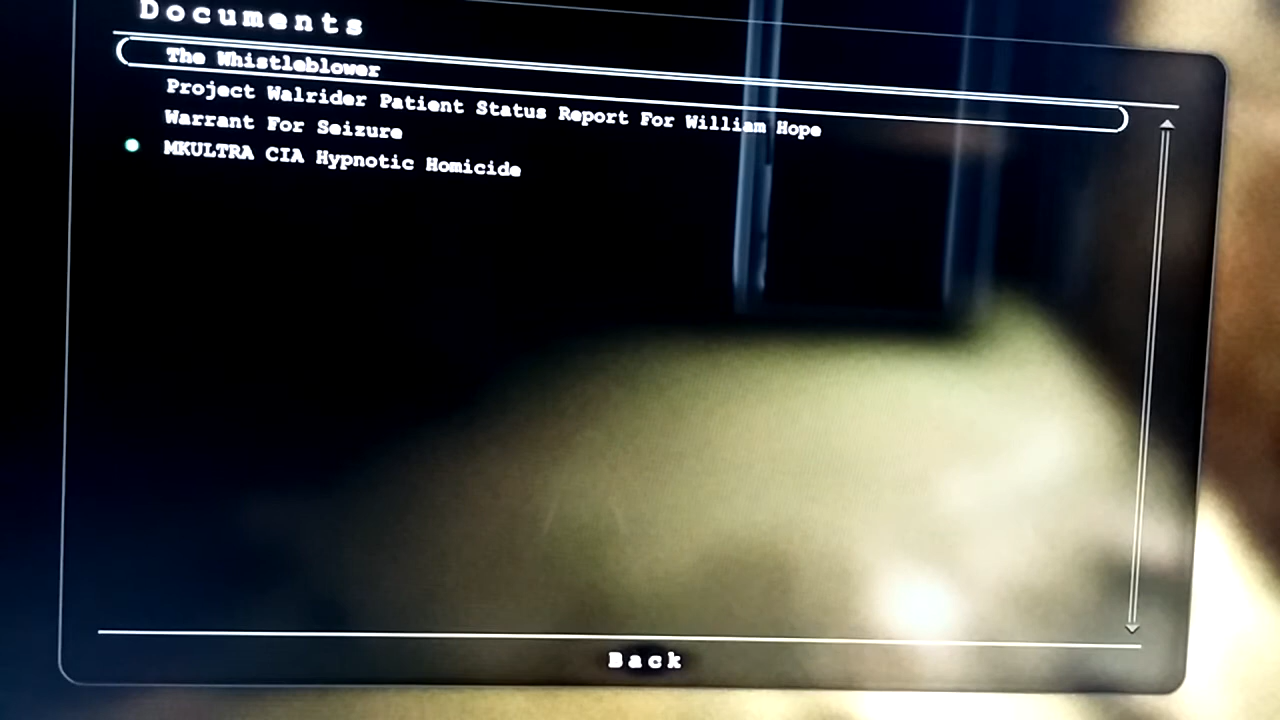 Documents
The Whistleblower
Project Walrider Patient Status Report For William Hope
Warrant For Seizure
MKULTRA CIA Hypnotic Homicide
Back